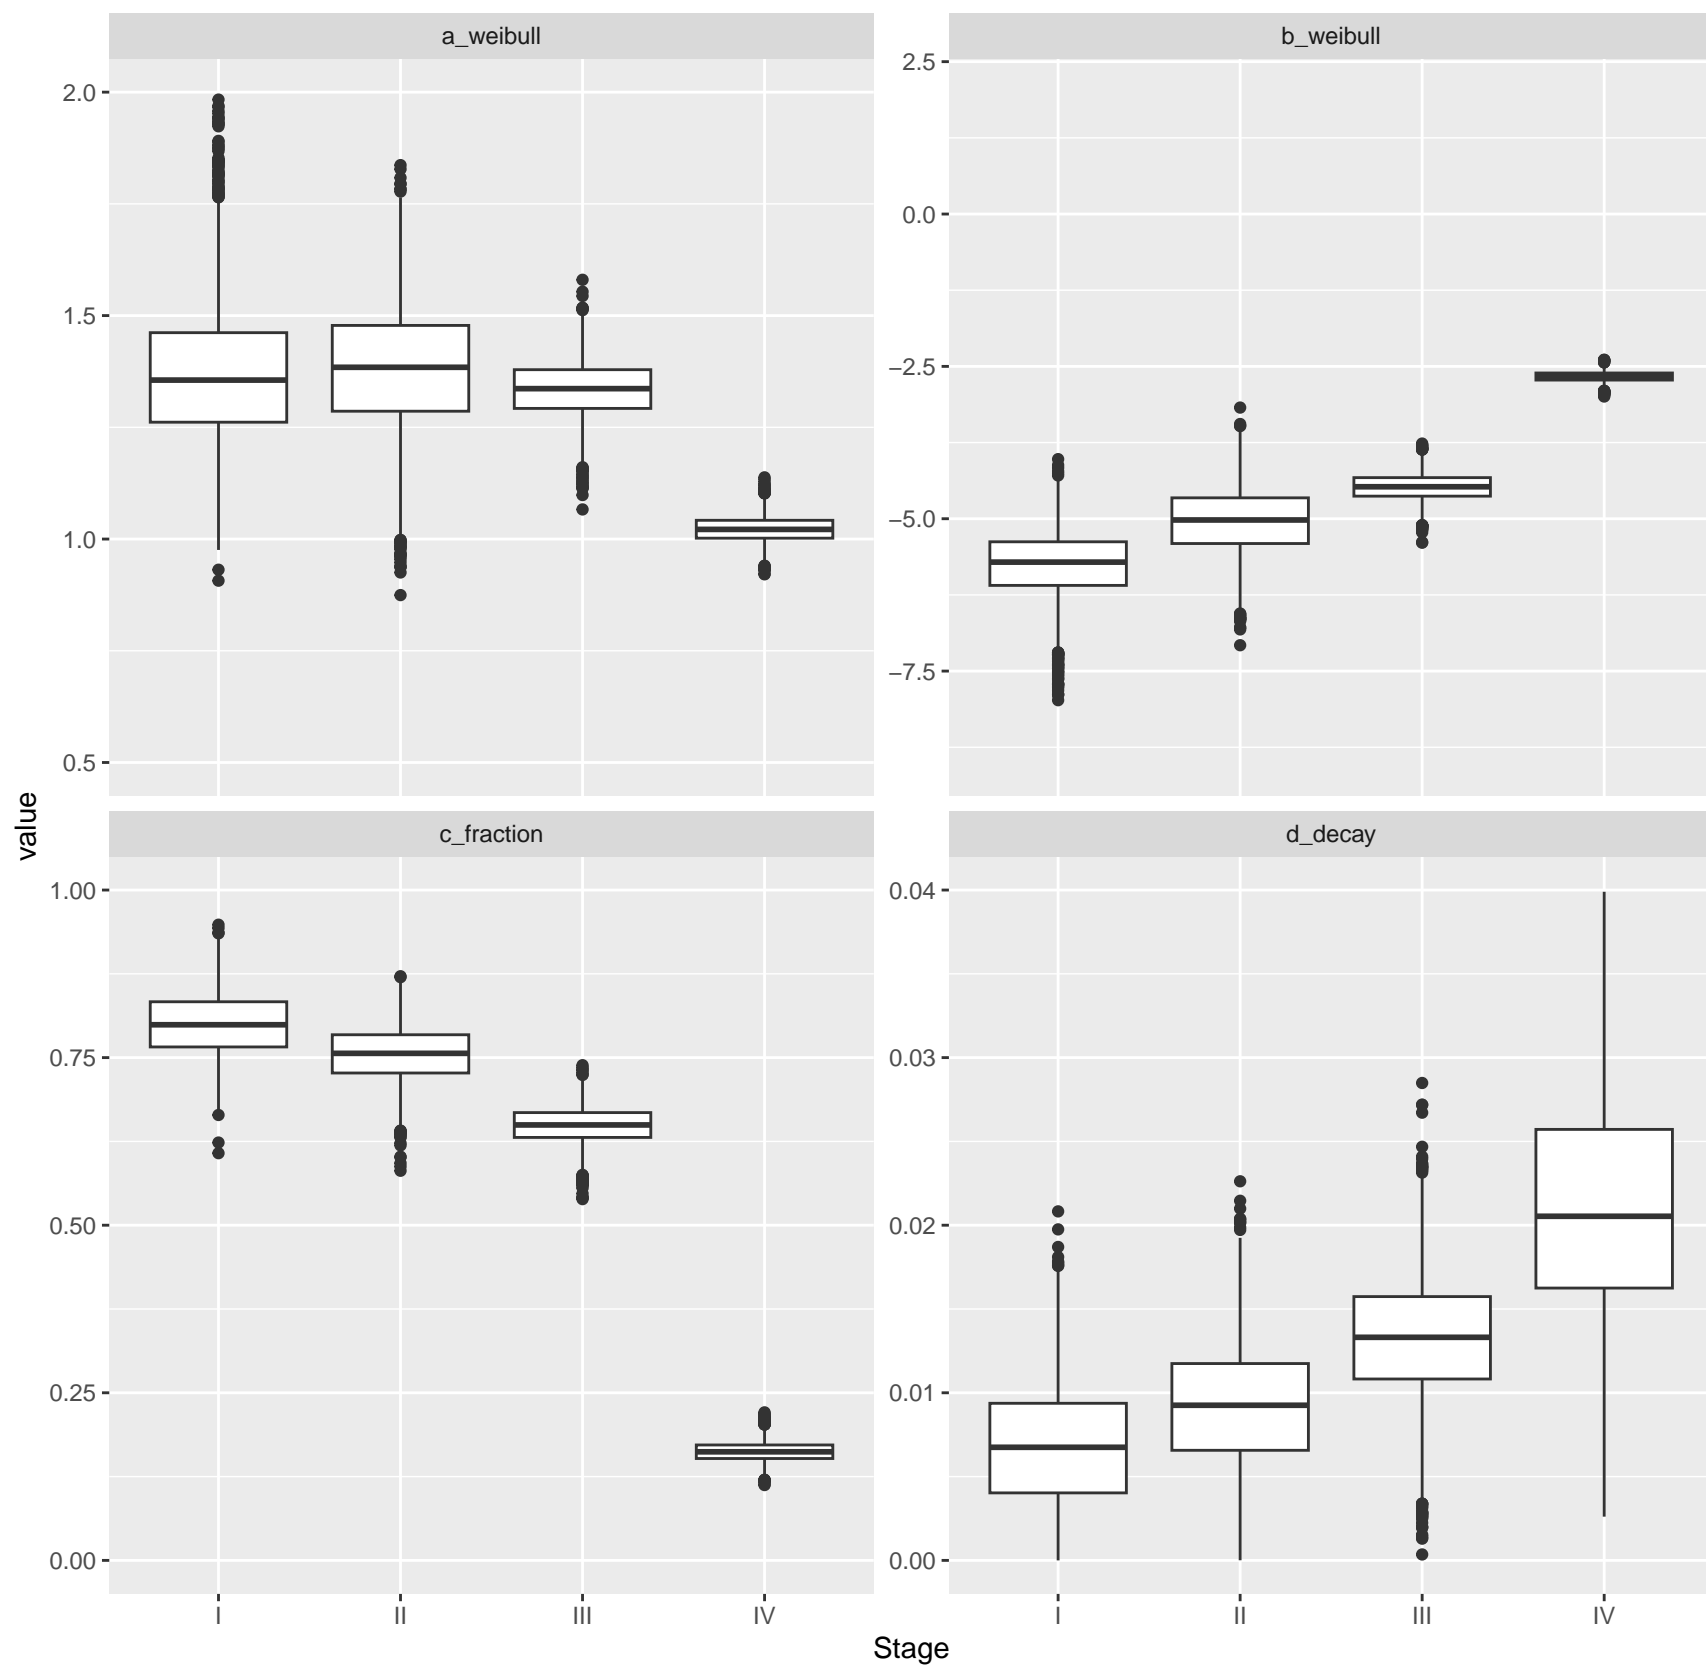 a_weibull
b_weibull
2.0
1.5
1.0
0.5
2.5
0.0
−2.5
−5.0
−7.5
value
c_fraction
d_decay
1.00
0.75
0.50
0.25
0.00
0.04
0.03
0.02
0.01
0.00
I II III IV
I II III IV
Stage